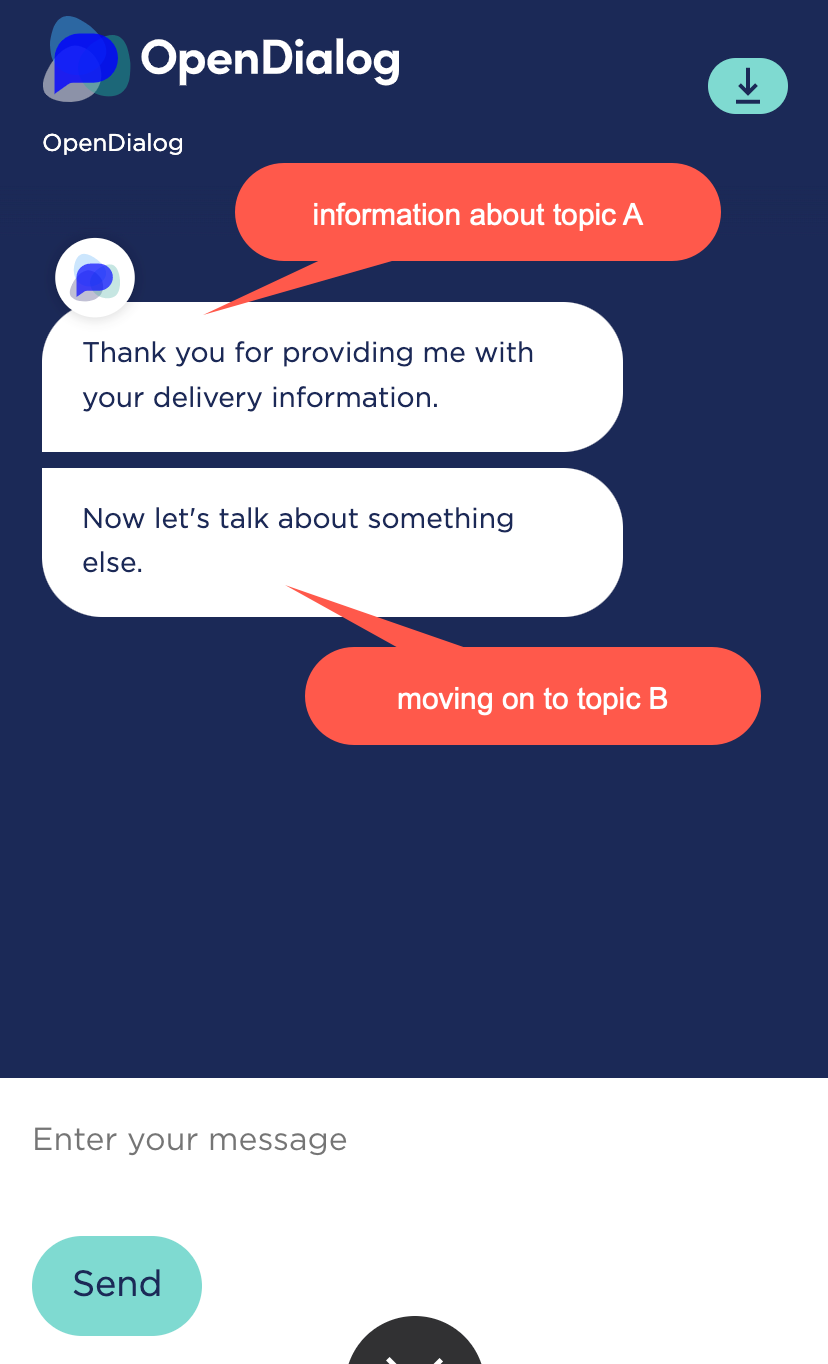 OpenDialog
OpenDialog
information about topic A
Thank you for providing me with
your delivery information.
Now let's talk about something
else.
moving on to topic B
Enter your message
Send